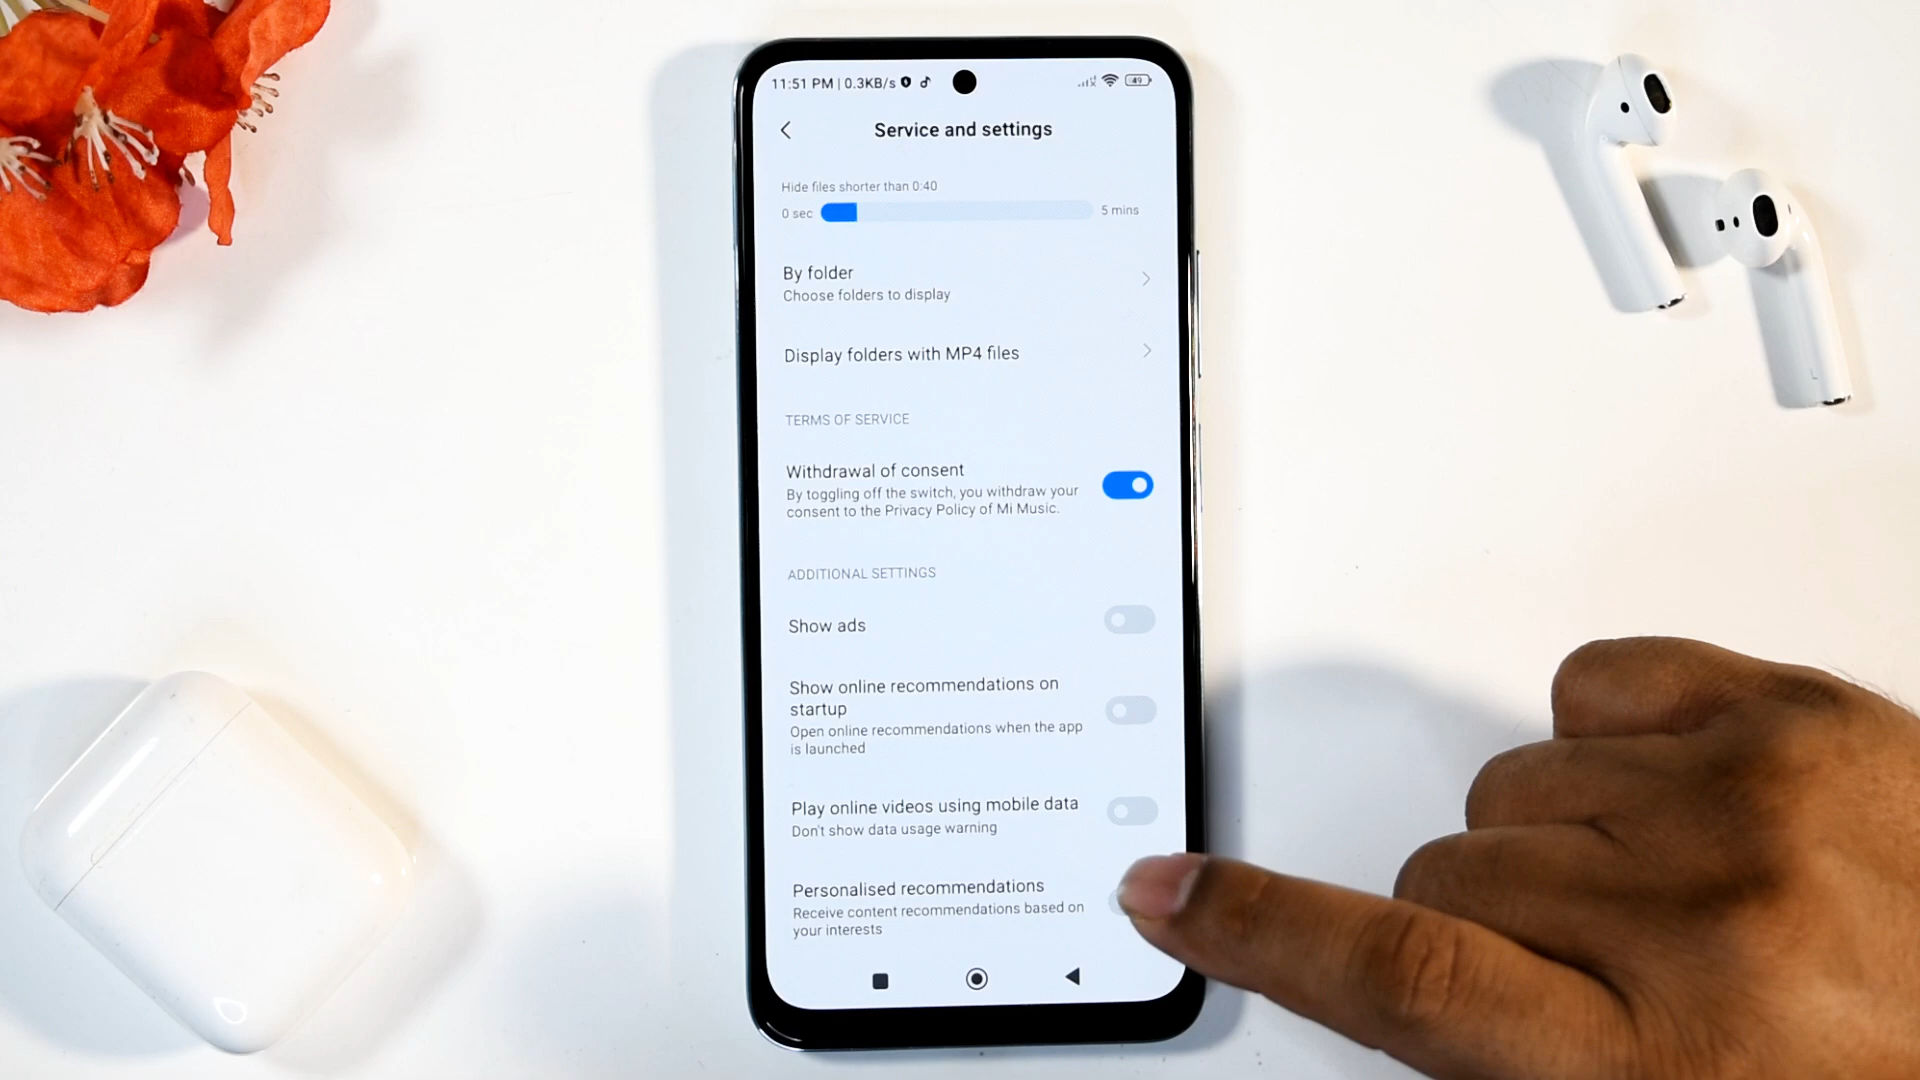 11:51 PM | 0.3KB/s
49
Service and settings
Hide files shorter than 0:40
0 sec
5 mins
By folder
Choose folders to display
Display folders with MP4 files
TERMS OF SERVICE
Withdrawal of consent
By toggling off the switch, you withdraw your
consent to the Privacy Policy of Mi Music.
ADDITIONAL SETTINGS
Show ads
Show online recommendations on
startup
Open online recommendations when the app
is launched
Play online videos using mobile data
Don't show data usage warning
Personalised recommendations
Receive content recommendations based on
your interests
L